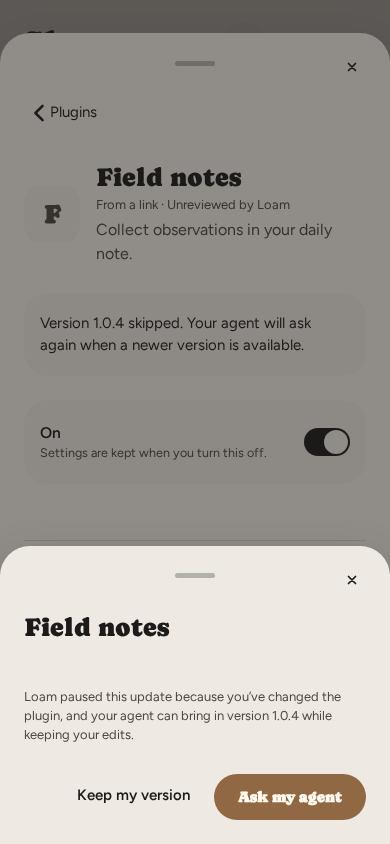 Plugins
Field notes
From a link · Unreviewed by Loam
F
Collect observations in your daily
note.
Version 1.0.4 skipped. Your agent will ask
again when a newer version is available.
On
Settings are kept when you turn this off.
Field notes
Loam paused this update because you’ve changed the
plugin, and your agent can bring in version 1.0.4 while
keeping your edits.
Keep my version
Ask my agent